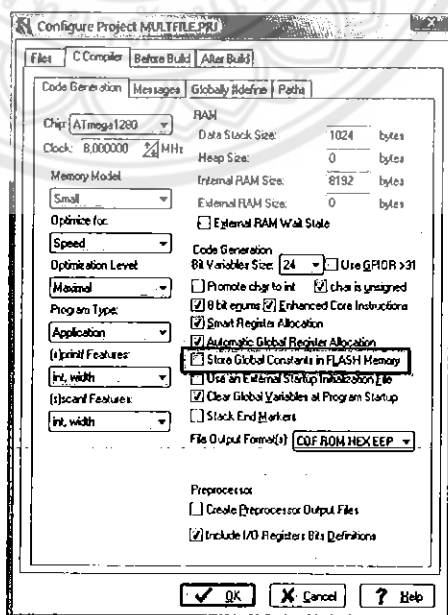 Configure Project MULTFILE.PRJ
Files C Compiler Before Build After Build
Code Generation Messages Globally #define Paths
Chip: ATmega1280
Clock: 8,000000 MHz
Memory Model
Small
Optimize for:
Speed
Optimization Level:
Maximal
Program Type:
Application
(s)printf Features:
int, width
(s)scanf Features:
int, width
RAM
Data Stack Size: 1024 bytes
Heap Size: 0 bytes
Internal RAM Size: 8192 bytes
External RAM Size: 0 bytes
External RAM Wait State
Code Generation
Bit Variables Size: 24 Use GPIOR >31
Promote char to int char is unsigned
8 bit enums Enhanced Core Instructions
Smart Register Allocation
Automatic Global Register Allocation
Store Global Constants in FLASH Memory
Use an External Startup Initialization File
Clear Global Variables at Program Startup
Stack End Markers
File Output Format(s): COF ROM HEX EEP
Preprocessor
Create Preprocessor Output Files
Include I/O Registers Bits Definitions
OK Cancel Help